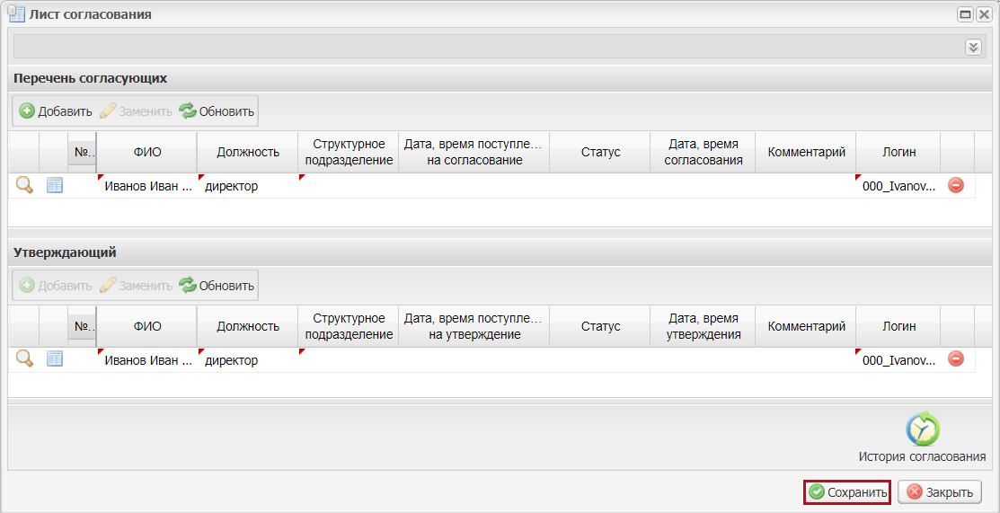 Лист согласования
Перечень согласующих
Добавить Заменить Обновить
№.. ФИО Должность Структурное подразделение Дата, время поступле... на согласование Статус Дата, время согласования Комментарий Логин
Иванов Иван ... директор 000_Ivanov...
Утверждающий
Добавить Заменить Обновить
№.. ФИО Должность Структурное подразделение Дата, время поступле... на утверждение Статус Дата, время утверждения Комментарий Логин
Иванов Иван ... директор 000_Ivanov...
История согласования
Сохранить Закрыть